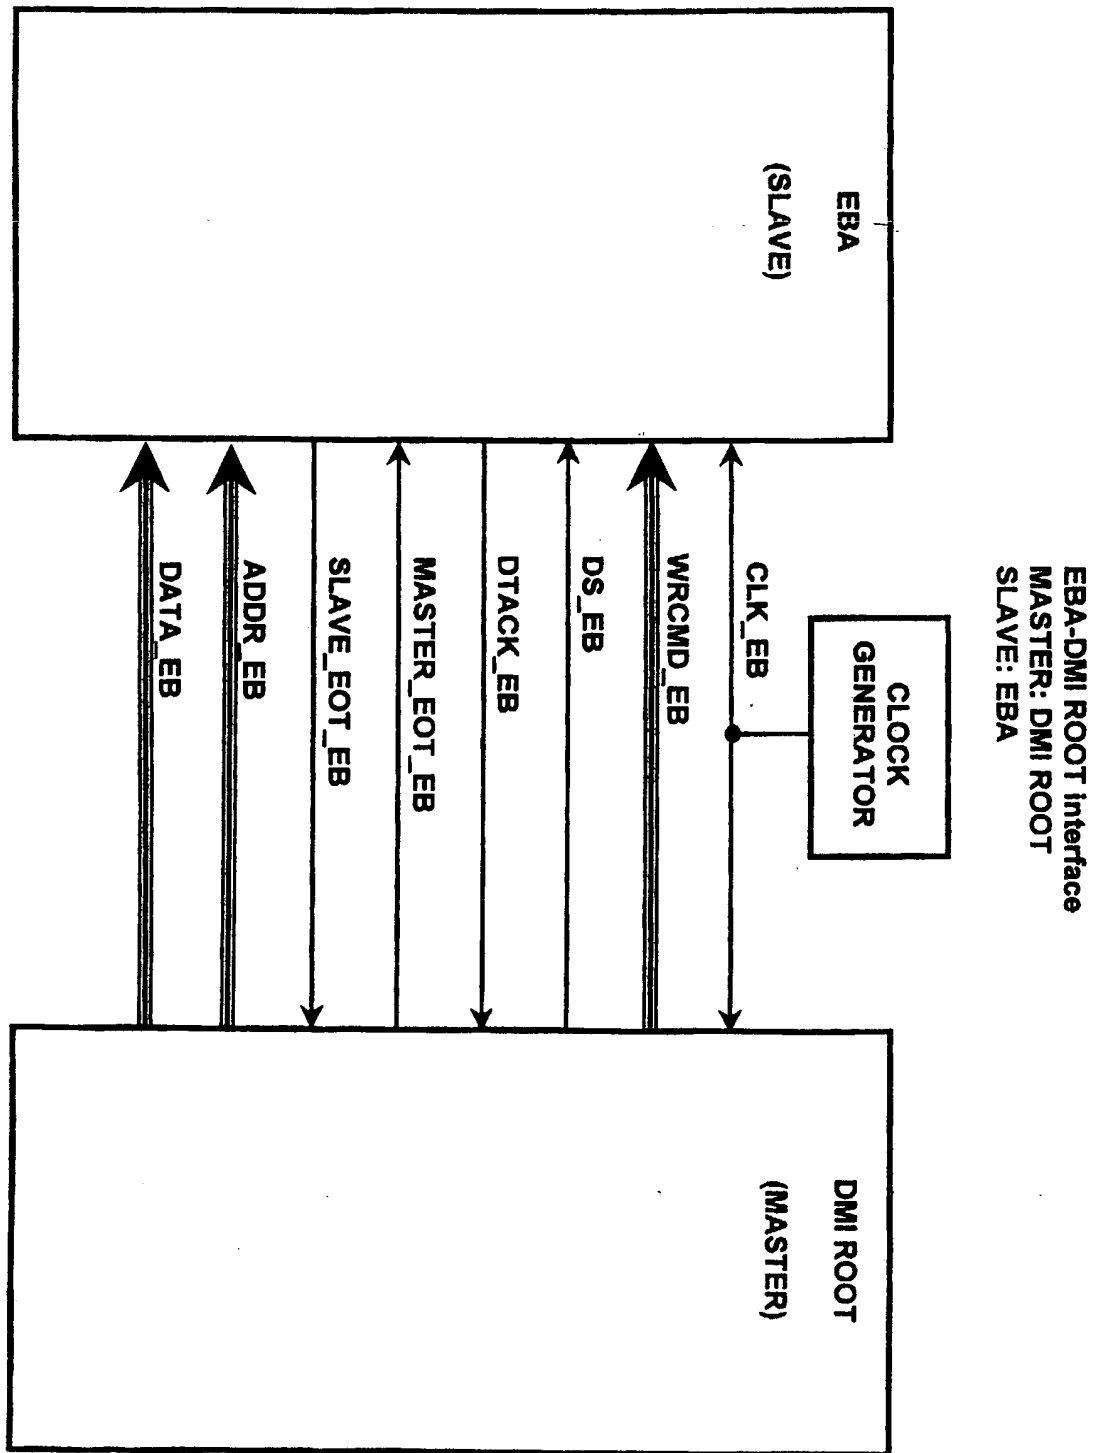 EBA-DMI ROOT interface
MASTER: DMI ROOT
SLAVE: EBA
CLOCK
GENERATOR
EBA
(SLAVE)
DMI ROOT
(MASTER)
CLK_EB
WRCMD_EB
DS_EB
DTACK_EB
MASTER_EOT_EB
SLAVE_EOT_EB
ADDR_EB
DATA_EB